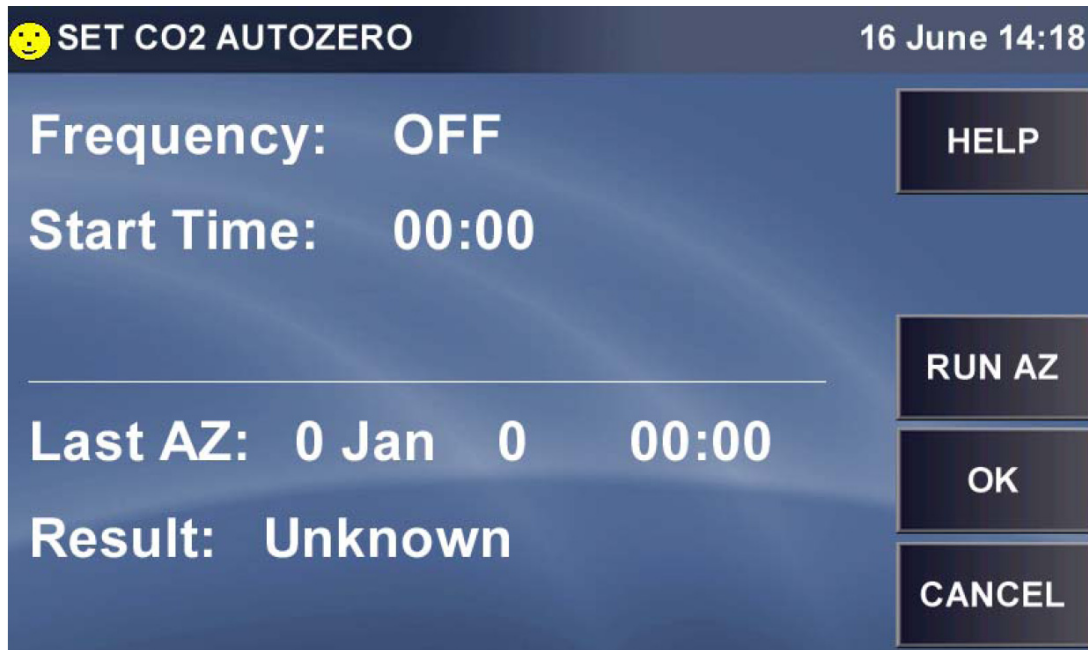 SET CO2 AUTOZERO 16 June 14:18
Frequency: OFF
HELP
Start Time: 00:00
RUN AZ
Last AZ: 0 Jan 0 00:00
OK
Result: Unknown
CANCEL